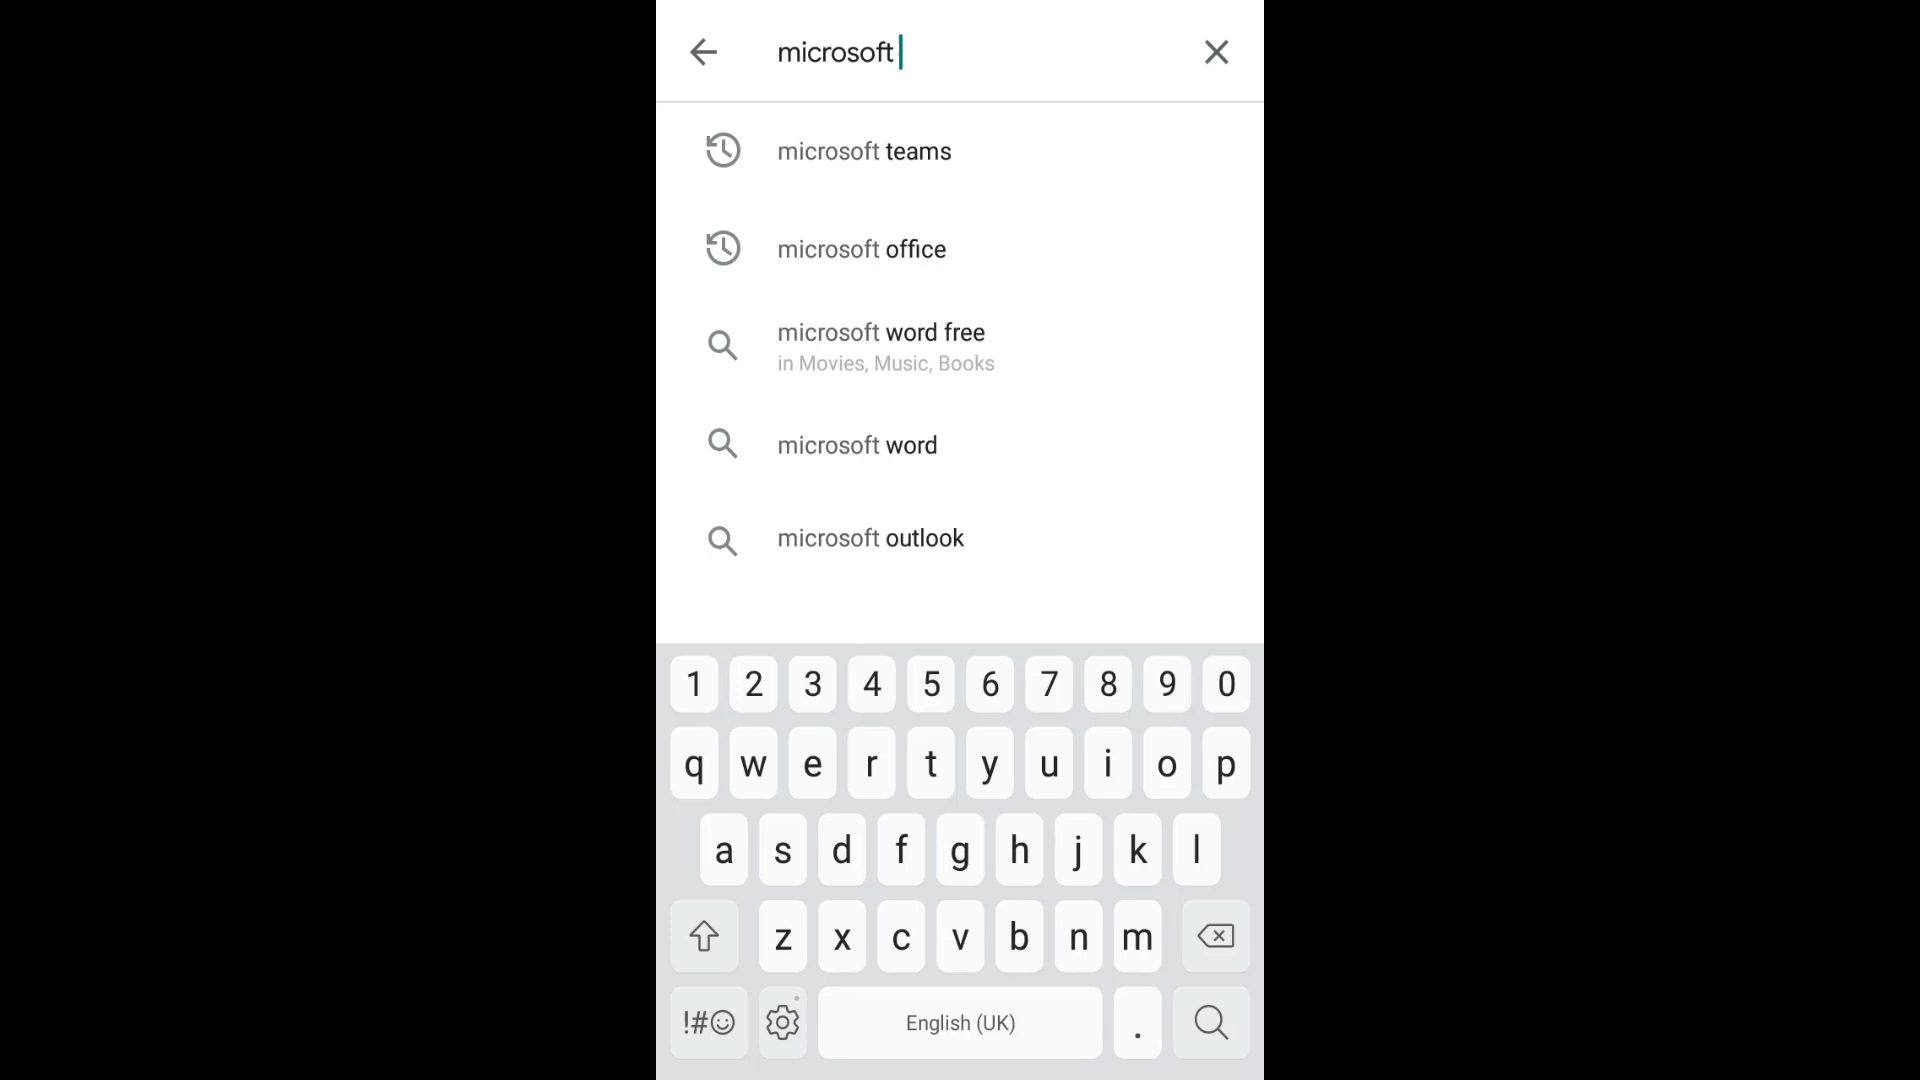 microsoft
microsoft teams
microsoft office
microsoft word free
in Movies, Music, Books
microsoft word
microsoft outlook
1 2 3 4 5 6 7 8 9 0
q w e r t y u i o p
a s d f g h j k l
z x c v b n m
!#☺ English (UK) .